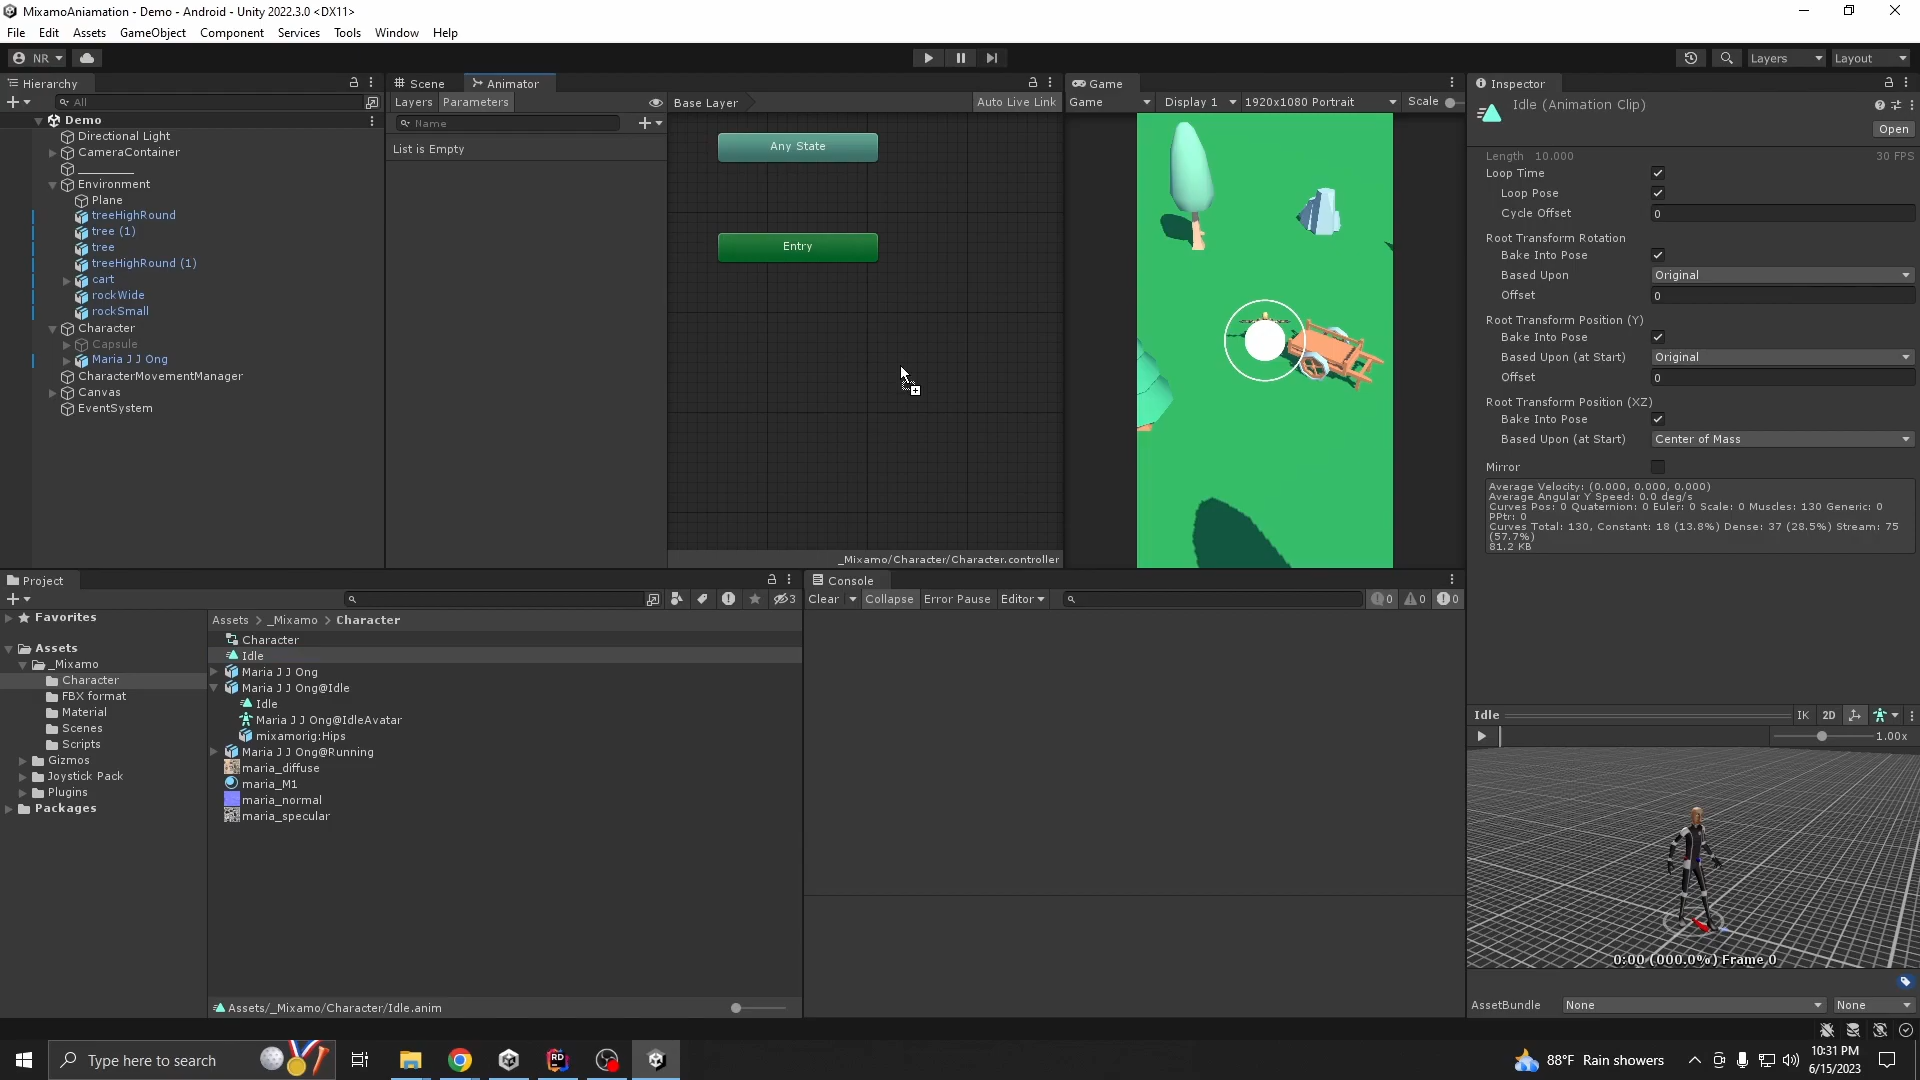 MixamoAniamation - Demo - Android - Unity 2022.3.0 <DX11>
File Edit Assets GameObject Component Services Tools Window Help
NR Layers Layout
Hierarchy
All
Demo
Directional Light
CameraContainer
_________
Environment
Plane
treeHighRound
tree (1)
tree
treeHighRound (1)
cart
rockWide
rockSmall
Character
Capsule
Maria J J Ong
CharacterMovementManager
Canvas
EventSystem
Scene Animator
Layers Parameters Base Layer Auto Live Link
Name
List is Empty
Any State
Entry
_Mixamo/Character/Character.controller
Game
Game Display 1 1920x1080 Portrait Scale
Inspector
Idle (Animation Clip)
Open
Length 10.000 30 FPS
Loop Time
Loop Pose
Cycle Offset 0
Root Transform Rotation
Bake Into Pose
Based Upon Original
Offset 0
Root Transform Position (Y)
Bake Into Pose
Based Upon (at Start) Original
Offset 0
Root Transform Position (XZ)
Bake Into Pose
Based Upon (at Start) Center of Mass
Mirror
Average Velocity: (0.000, 0.000, 0.000)
Average Angular Y Speed: 0.0 deg/s
Curves Pos: 0 Quaternion: 0 Euler: 0 Scale: 0 Muscles: 130 Generic: 0
PPtr: 0
Curves Total: 130, Constant: 18 (13.8%) Dense: 37 (28.5%) Stream: 75
(57.7%)
81.2 KB
Idle IK 2D
1.00x
0:00 (000.0%) Frame 0
AssetBundle None None
Project
3
Favorites
Assets
_Mixamo
Character
FBX format
Material
Scenes
Scripts
Gizmos
Joystick Pack
Plugins
Packages
Assets > _Mixamo > Character
Character
Idle
Maria J J Ong
Maria J J Ong@Idle
Idle
Maria J J Ong@IdleAvatar
mixamorig:Hips
Maria J J Ong@Running
maria_diffuse
maria_M1
maria_normal
maria_specular
Assets/_Mixamo/Character/Idle.anim
Console
Clear Collapse Error Pause Editor 0 0 0
Type here to search
RD
88°F Rain showers
10:31 PM
6/15/2023